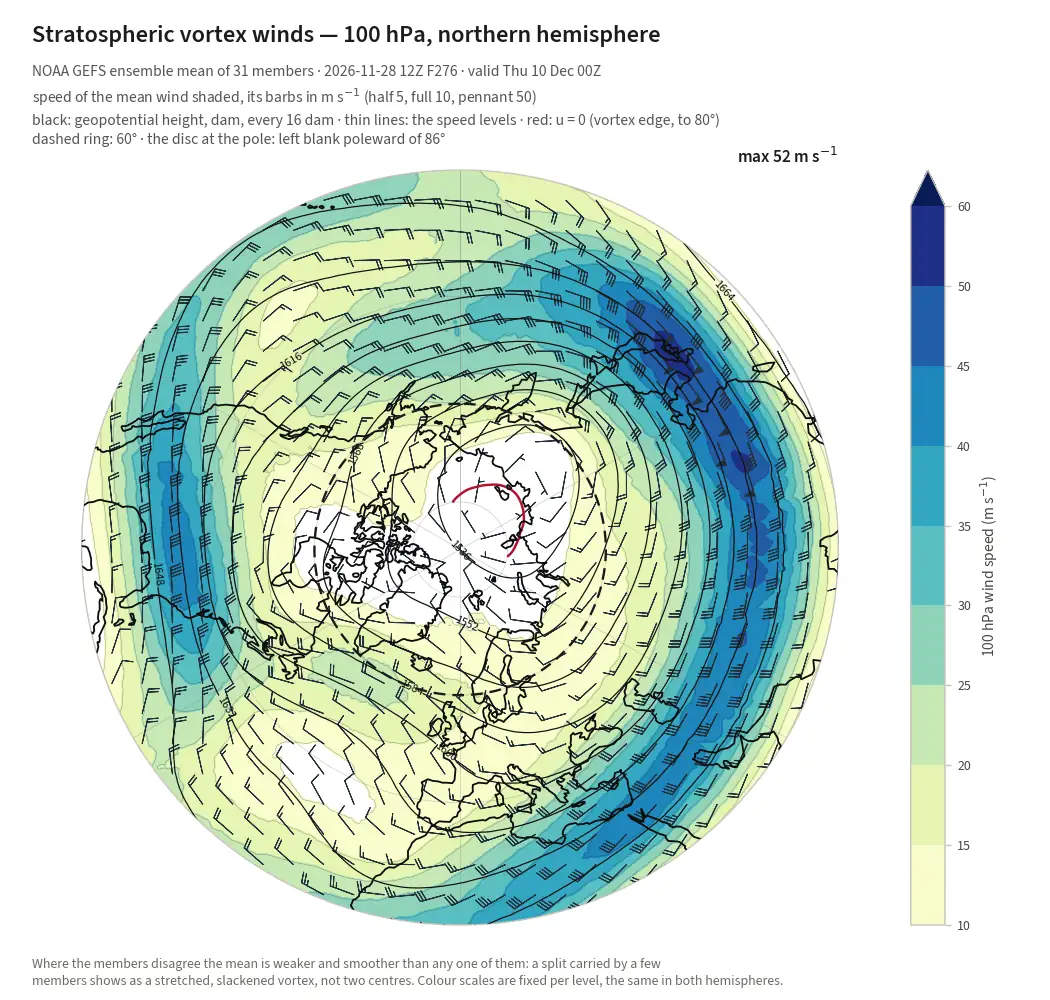 Stratospheric vortex winds — 100 hPa, northern hemisphere
NOAA GEFS ensemble mean of 31 members · 2026-11-28 12Z F276 · valid Thu 10 Dec 00Z
speed of the mean wind shaded, its barbs in m s⁻¹ (half 5, full 10, pennant 50)
black: geopotential height, dam, every 16 dam · thin lines: the speed levels · red: u = 0 (vortex edge, to 80°)
dashed ring: 60° · the disc at the pole: left blank poleward of 86°
max 52 m s⁻¹
60
50
45
40
35
30
25
20
15
10
100 hPa wind speed (m s⁻¹)
1664
1616
1568
1536
1648
1552
1584
Where the members disagree the mean is weaker and smoother than any one of them: a split carried by a few
members shows as a stretched, slackened vortex, not two centres. Colour scales are fixed per level, the same in both hemispheres.